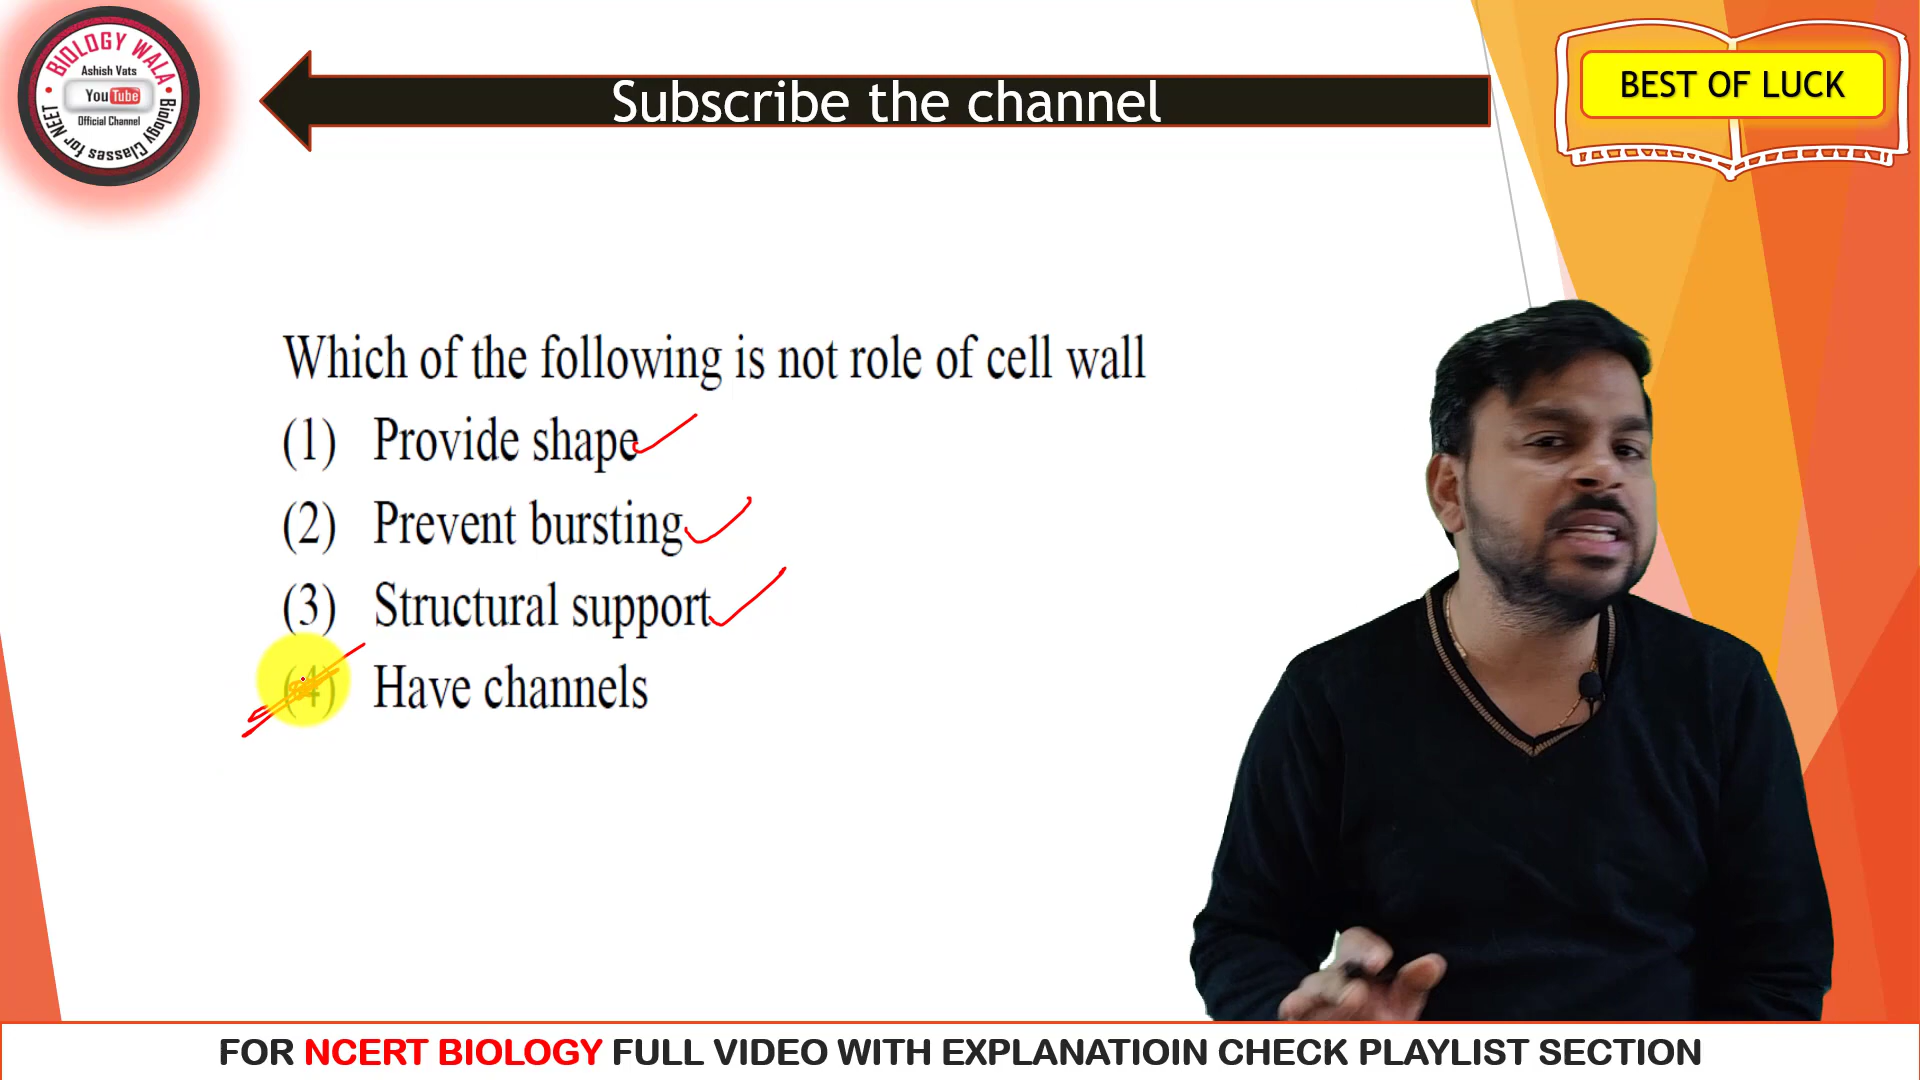 BIOLOGY WALA
Ashish Vats
YouTube
Official Channel
Biology Classes for NEET
Subscribe the channel
BEST OF LUCK
Which of the following is not role of cell wall
(1) Provide shape
(2) Prevent bursting
(3) Structural support
(4) Have channels
FOR NCERT BIOLOGY FULL VIDEO WITH EXPLANATIOIN CHECK PLAYLIST SECTION